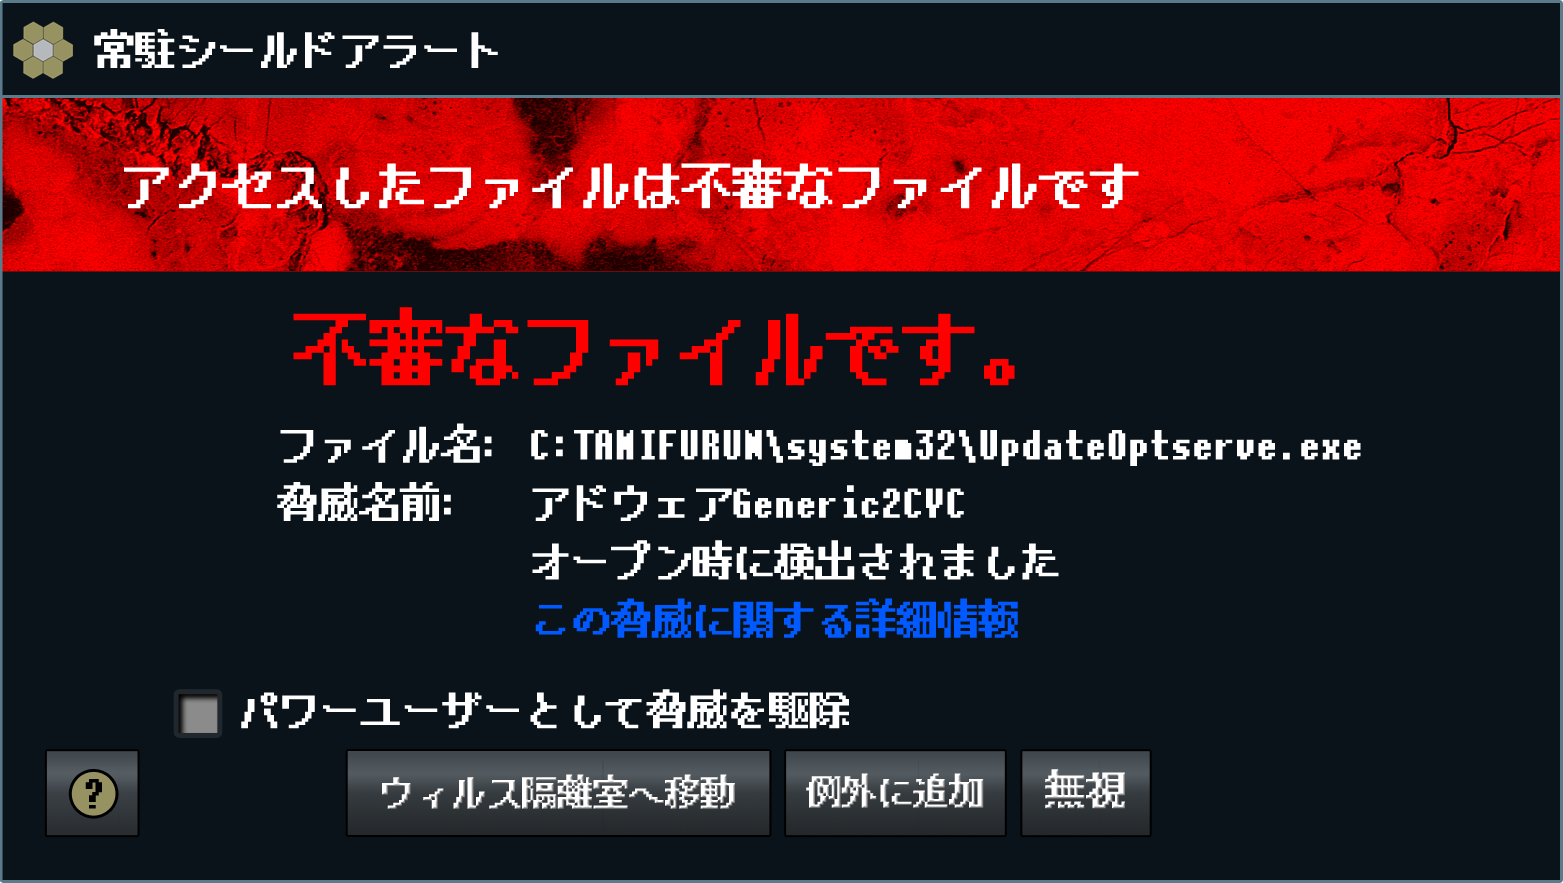 常駐シールドアラート
アクセスしたファイルは不審なファイルです
不審なファイルです。
ファイル名: C:TANIFURUN\system32\UpdateOptserve.exe
脅威名前: アドウェアGeneric2CVC
オープン時に検出されました
この脅威に関する詳細情報
パワーユーザーとして脅威を駆除
?
ウィルス隔離室へ移動
例外に追加
無視